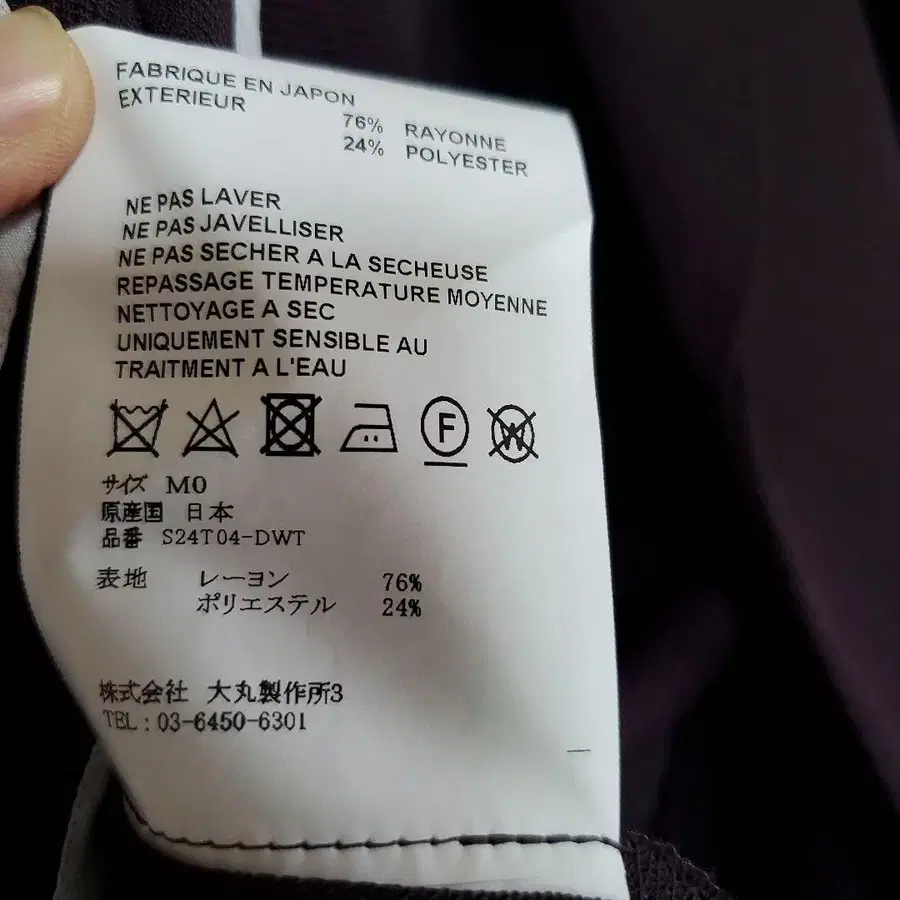 FABRIQUE EN JAPON
EXTERIEUR
76% RAYONNE
24% POLYESTER
NE PAS LAVER
NE PAS JAVELLISER
NE PAS SECHER A LA SECHEUSE
REPASSAGE TEMPERATURE MOYENNE
NETTOYAGE A SEC
UNIQUEMENT SENSIBLE AU
TRAITMENT A L'EAU
F W
サイズ M0
原産国 日本
品番 S24T04-DWT
表地 レーヨン 76%
ポリエステル 24%
株式会社 大丸製作所3
TEL:03-6450-6301